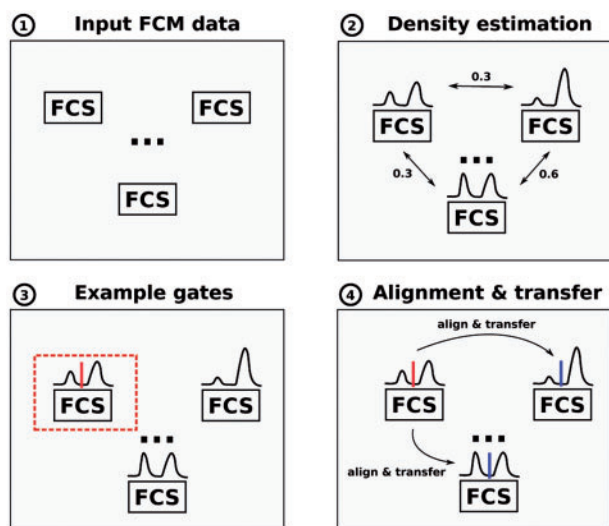 1 Input FCM data
FCS FCS
FCS
2 Density estimation
0.3
FCS FCS
0.3 0.6
FCS
3 Example gates
FCS FCS
FCS
4 Alignment & transfer
align & transfer
FCS FCS
align & transfer
FCS